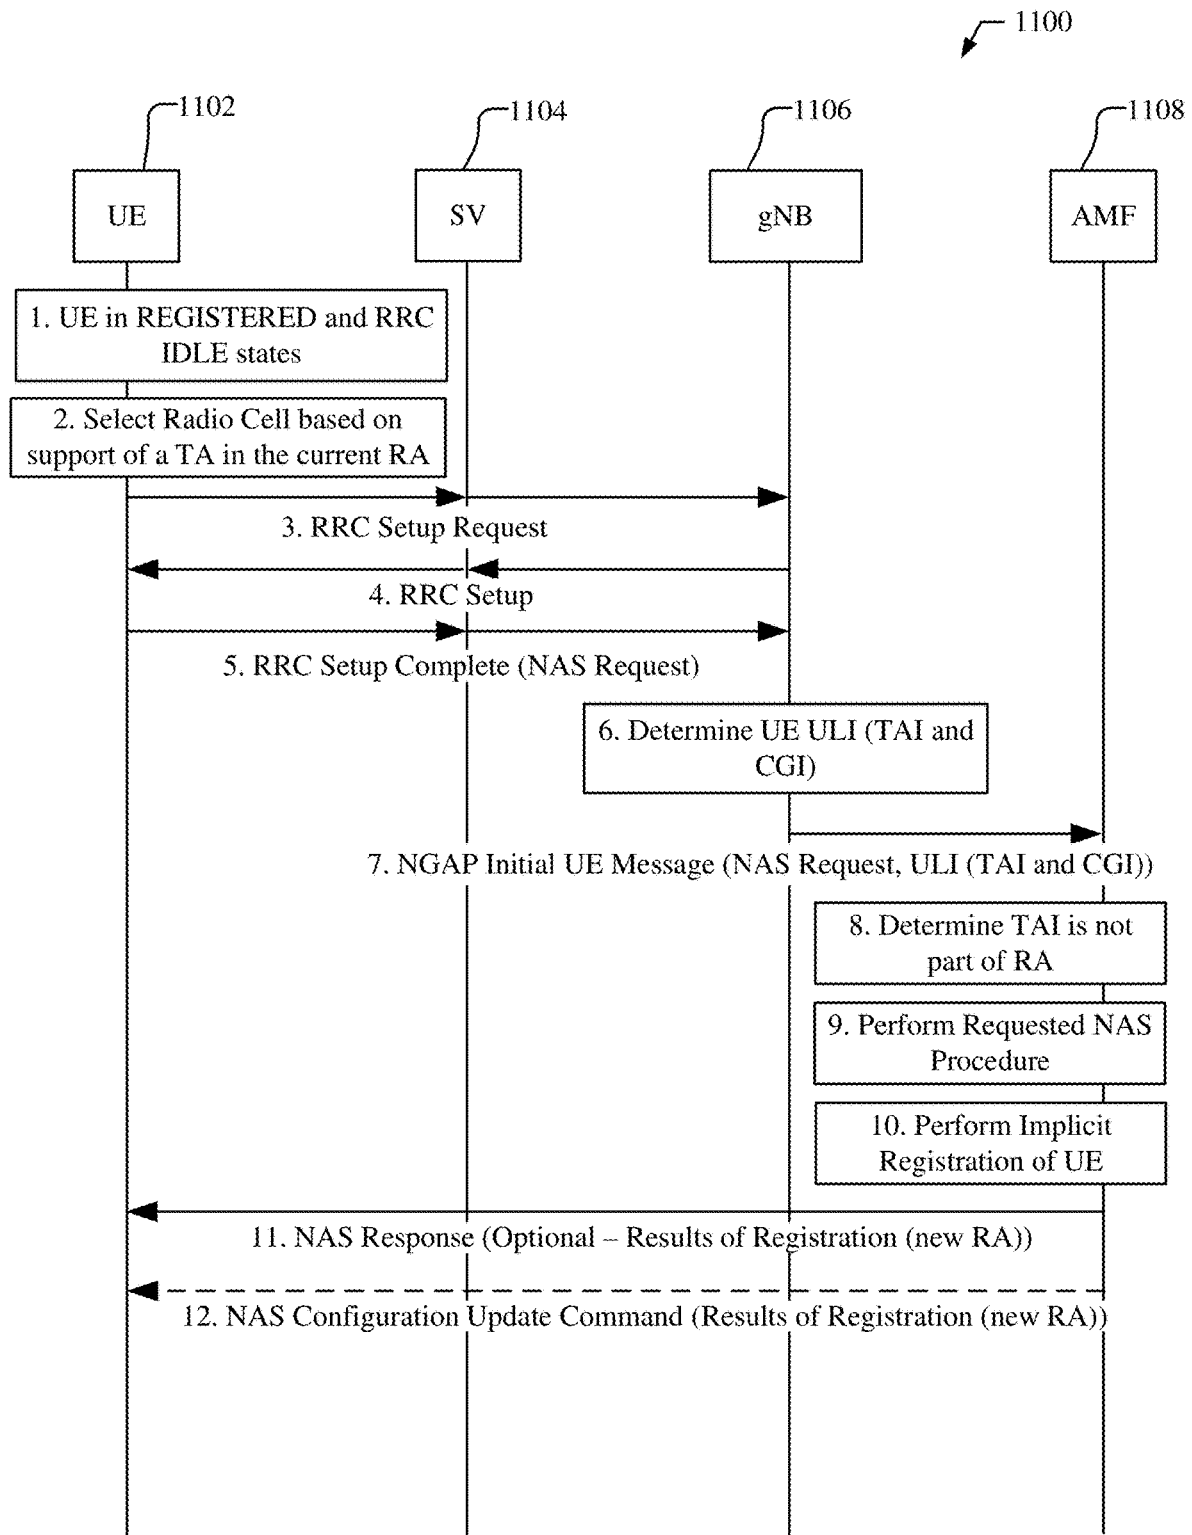 1100
1102
1104
1106
1108
UE
SV
gNB
AMF
1. UE in REGISTERED and RRC
IDLE states
2. Select Radio Cell based on
support of a TA in the current RA
3. RRC Setup Request
4. RRC Setup
5. RRC Setup Complete (NAS Request)
6. Determine UE ULI (TAI and
CGI)
7. NGAP Initial UE Message (NAS Request, ULI (TAI and CGI))
8. Determine TAI is not
part of RA
9. Perform Requested NAS
Procedure
10. Perform Implicit
Registration of UE
11. NAS Response (Optional – Results of Registration (new RA))
12. NAS Configuration Update Command (Results of Registration (new RA))